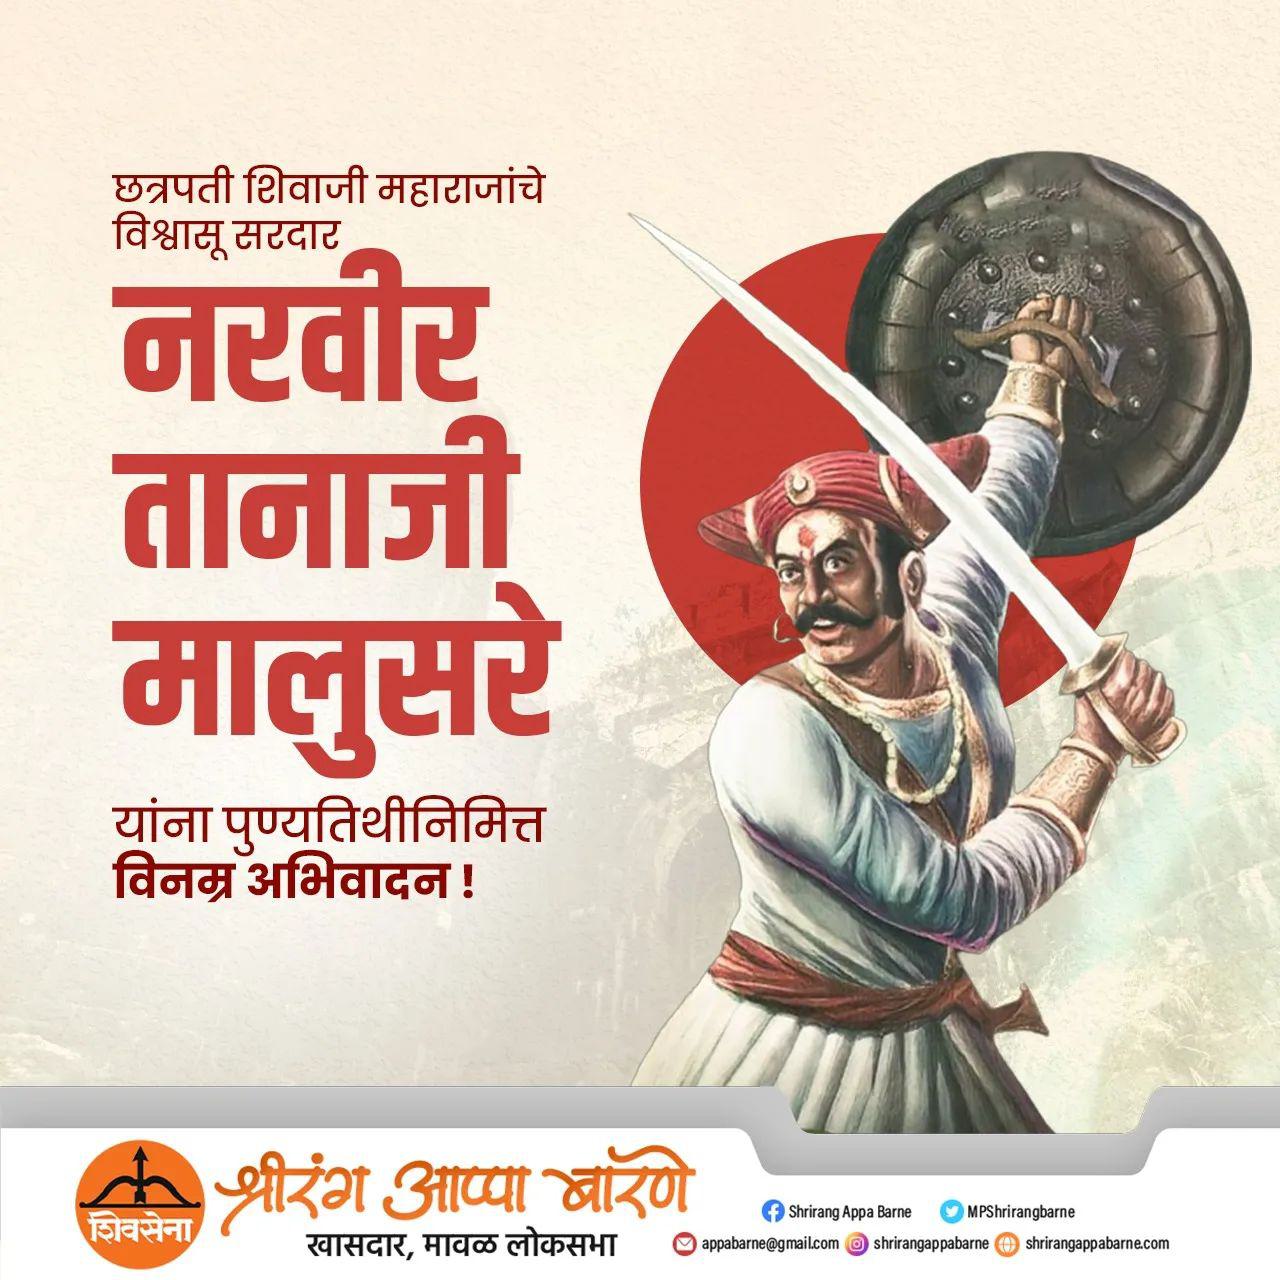 छत्रपती शिवाजी महाराजांचे
विश्वासू सरदार
नरवीर
तानाजी
मालुसरे
यांना पुण्यतिथीनिमित्त
विनम्र अभिवादन !
शिवसेना
श्रीरंग आप्पा बारणे
खासदार, मावळ लोकसभा
Shrirang Appa Barne MPShrirangbarne
appabarne@gmail.com shrirangappabarne shrirangappabarne.com